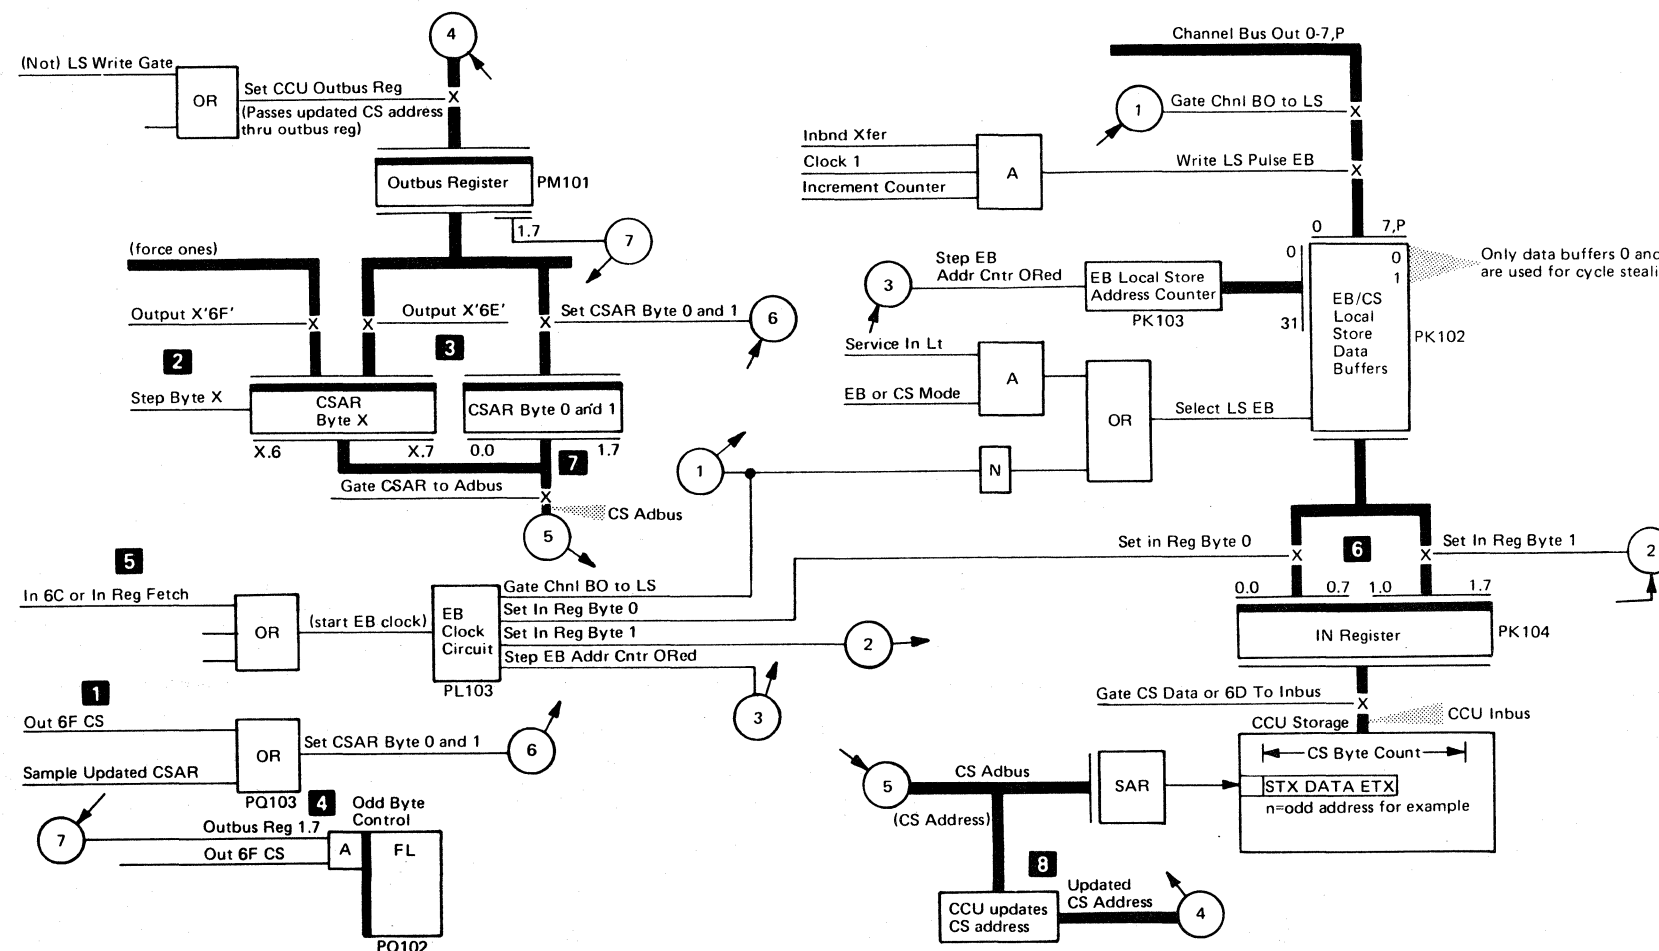 4
(Not) LS Write Gate
OR
Set CCU Outbus Reg
(Passes updated CS address
thru outbus reg)
Outbus Register
PM101
1.7
7
(force ones)
Output X'6F'
Output X'6E'
Set CSAR Byte 0 and 1
6
2
3
Step Byte X
CSAR
Byte X
CSAR Byte 0 and 1
X.6
X.7
0.0
1.7
7
Gate CSAR to Adbus
CS Adbus
5
5
In 6C or In Reg Fetch
OR
(start EB clock)
EB
Clock
Circuit
PL103
Gate Chnl BO to LS
Set In Reg Byte 0
Set In Reg Byte 1
Step EB Addr Cntr ORed
2
3
1
Out 6F CS
OR
Set CSAR Byte 0 and 1
6
Sample Updated CSAR
PQ103
4
Odd Byte
Control
7
Outbus Reg 1.7
A
FL
Out 6F CS
PQ102
Channel Bus Out 0-7,P
1
Gate Chnl BO to LS
Inbnd Xfer
Clock 1
Increment Counter
A
Write LS Pulse EB
0
7,P
3
Step EB
Addr Cntr ORed
EB Local Store
Address Counter
PK103
0
31
0
1
EB/CS
Local
Store
Data
Buffers
PK102
Only data buffers 0 and
are used for cycle steali
Service In Lt
EB or CS Mode
A
OR
Select LS EB
1
N
Set in Reg Byte 0
6
Set In Reg Byte 1
2
0.0
0.7
1.0
1.7
IN Register
PK104
Gate CS Data or 6D To Inbus
CCU Storage
CCU Inbus
CS Byte Count
STX DATA ETX
n=odd address for example
5
CS Adbus
(CS Address)
SAR
8
CCU updates
CS address
Updated
CS Address
4